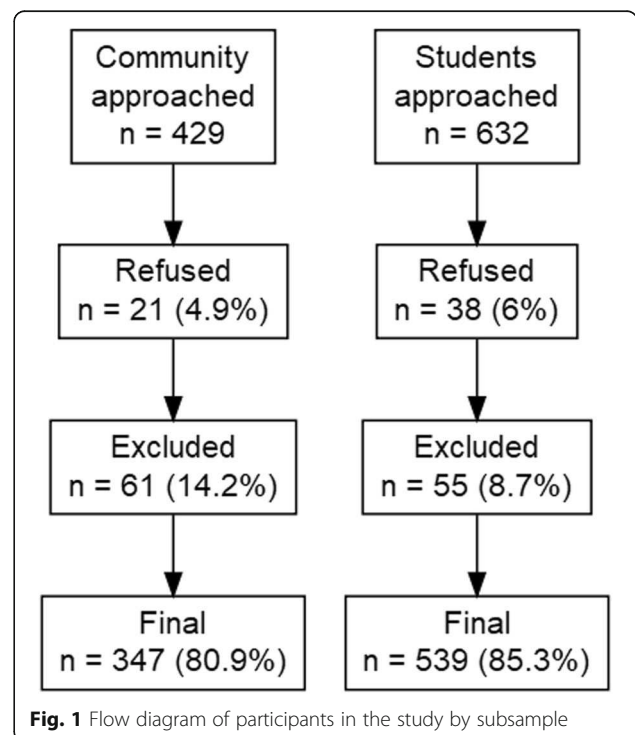 Community
approached
n = 429
Refused
n = 21 (4.9%)
Excluded
n = 61 (14.2%)
Final
n = 347 (80.9%)
Students
approached
n = 632
Refused
n = 38 (6%)
Excluded
n = 55 (8.7%)
Final
n = 539 (85.3%)
Fig. 1 Flow diagram of participants in the study by subsample